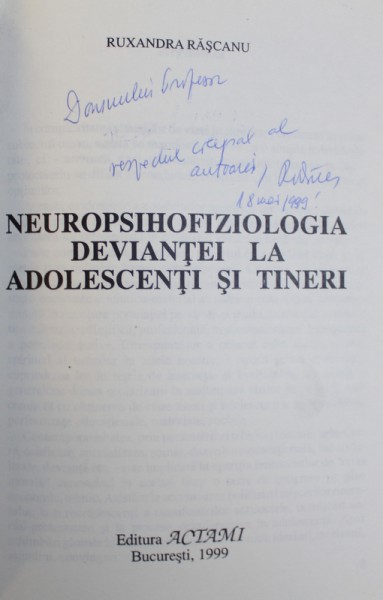 RUXANDRA RĂŞCANU
Domnului Profesor
respectul al
autoarei,
18 mai 1999!
NEUROPSIHOFIZIOLOGIA
DEVIANŢEI LA
ADOLESCENŢI ŞI TINERI
Editura ACTAMI
Bucureşti, 1999